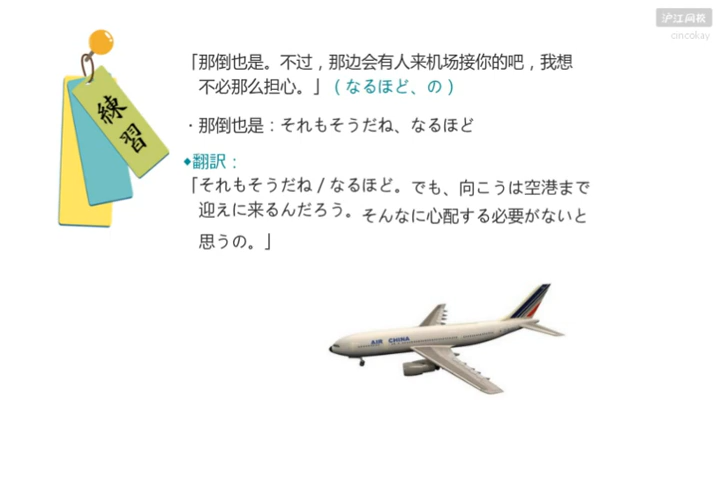 沪江网校
cincokay
練習
「那倒也是。不过，那边会有人来机场接你的吧，我想
不必那么担心。」（なるほど、の）
・那倒也是：それもそうだね、なるほど
◆翻訳：
「それもそうだね / なるほど。でも、向こうは空港まで
迎えに来るんだろう。そんなに心配する必要がないと
思うの。」
AIR CHINA